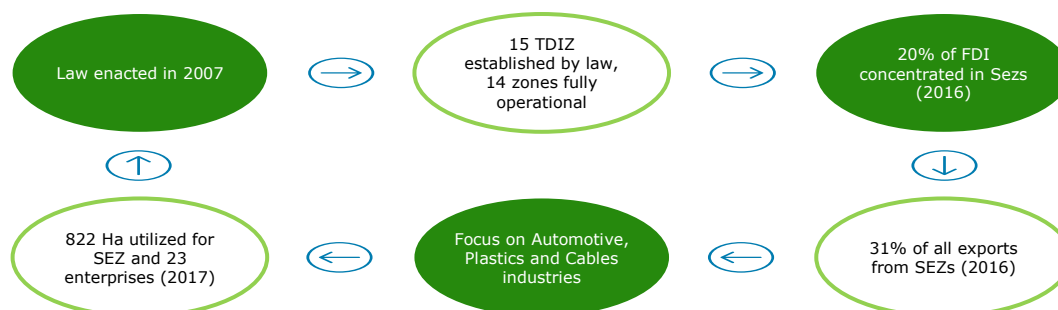 Law enacted in 2007
15 TDIZ
established by law,
14 zones fully
operational
20% of FDI
concentrated in Sezs
(2016)
31% of all exports
from SEZs (2016)
Focus on Automotive,
Plastics and Cables
industries
822 Ha utilized for
SEZ and 23
enterprises (2017)